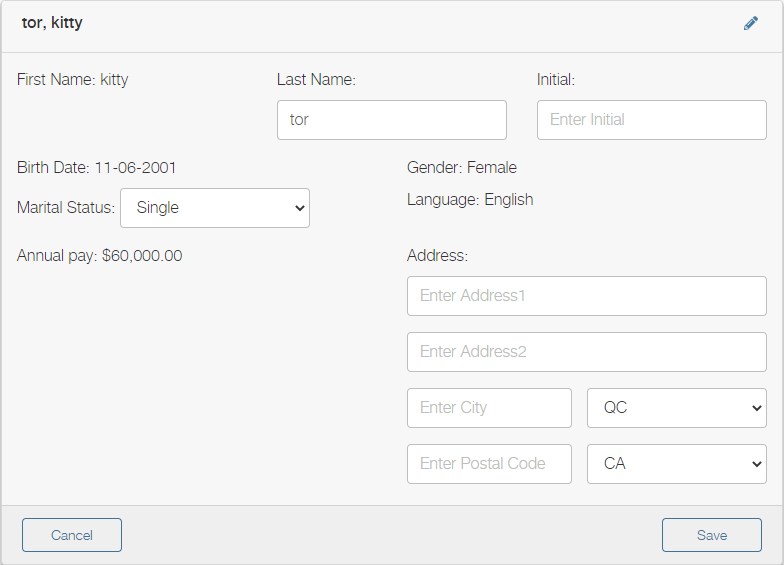 tor, kitty
First Name: kitty
Last Name:
Initial:
tor
Enter Initial
Birth Date: 11-06-2001
Gender: Female
Marital Status: Single
Language: English
Annual pay: $60,000.00
Address:
Enter Address1
Enter Address2
Enter City
QC
Enter Postal Code
CA
Cancel
Save